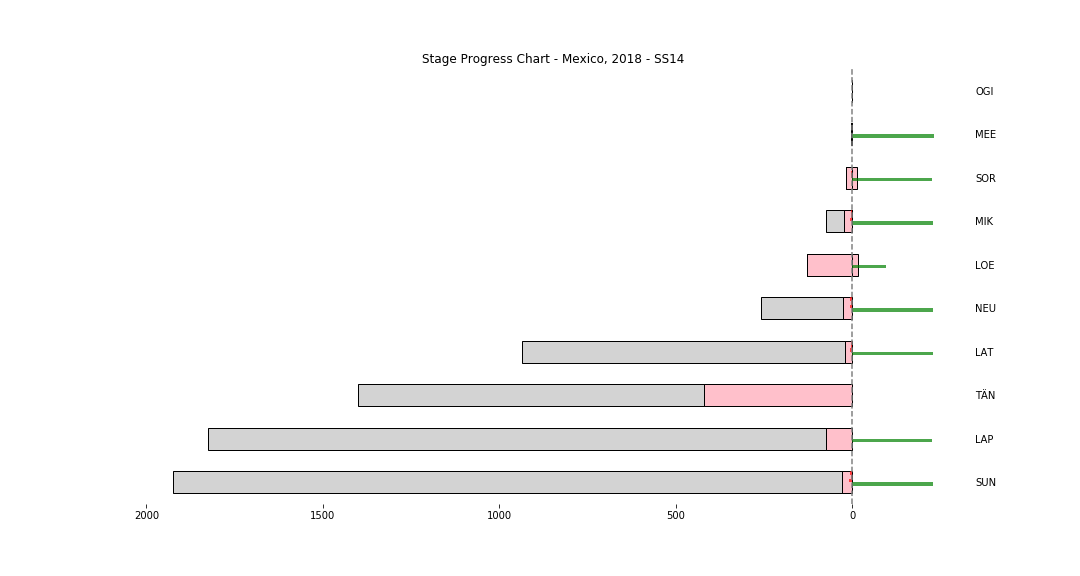 Stage Progress Chart - Mexico, 2018 - SS14
OGI
MEE
SOR
MIK
LOE
NEU
LAT
TÄN
LAP
SUN
2000 1500 1000 500 0